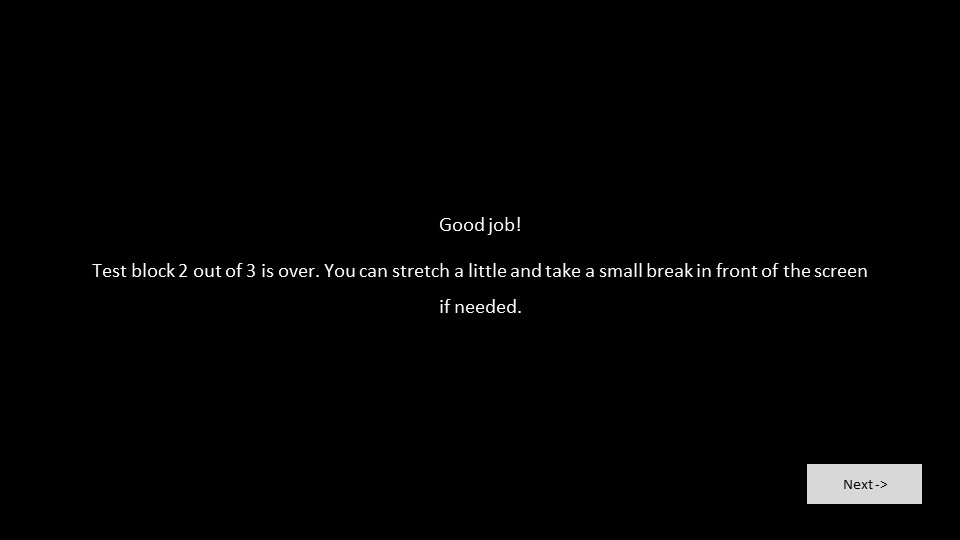 Good job!
Test block 2 out of 3 is over. You can stretch a little and take a small break in front of the screen
if needed.
Next ->